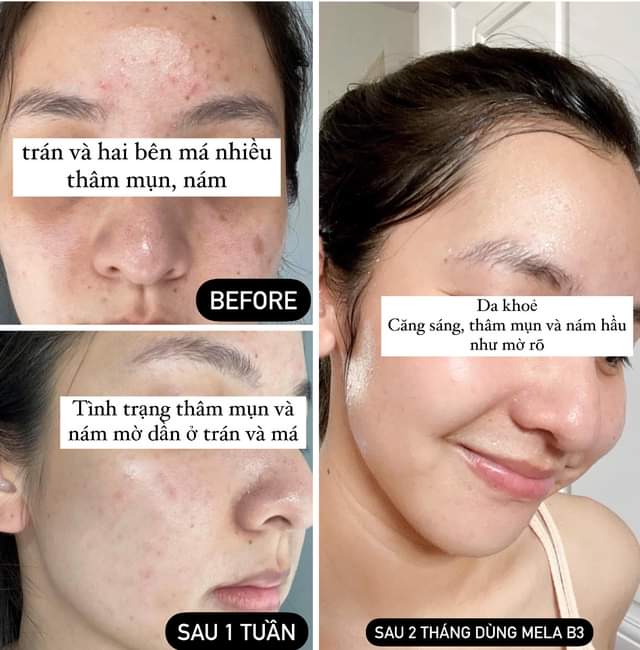 trán và hai bên má nhiều
thâm mụn, nám
BEFORE
Tình trạng thâm mụn và
nám mờ dần ở trán và má
SAU 1 TUẦN
Da khoẻ
Căng sáng, thâm mụn và nám hầu
như mờ rõ
SAU 2 THÁNG DÙNG MELA B3